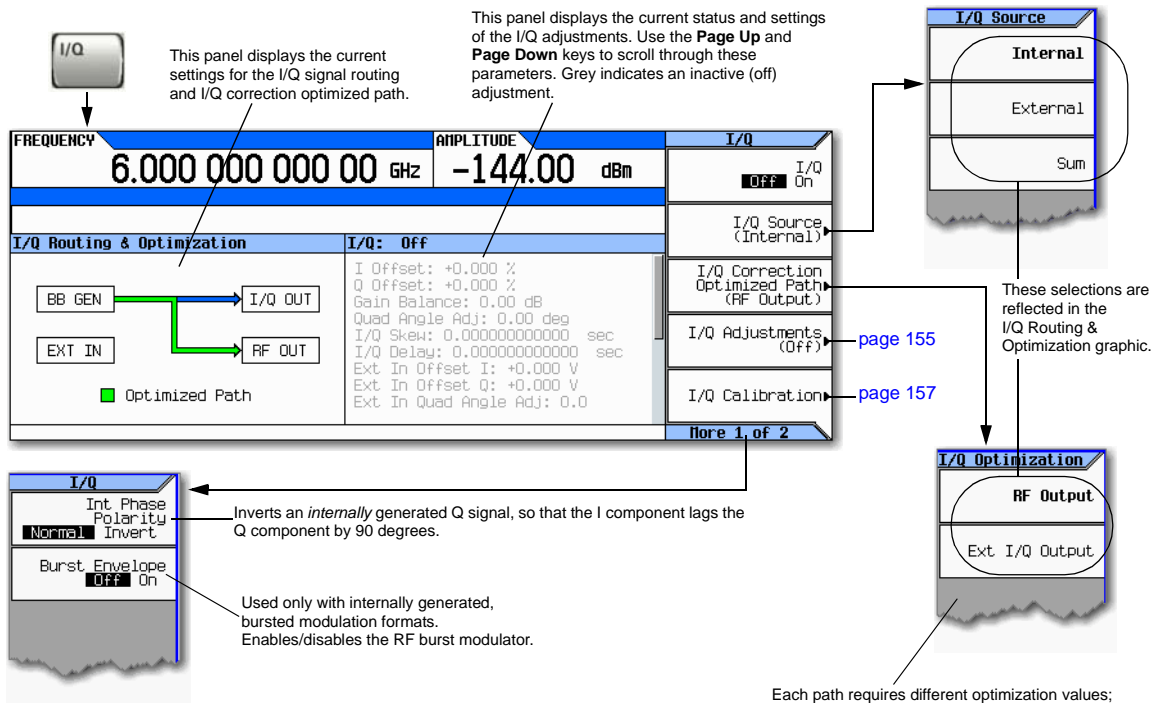 I/Q
This panel displays the current
settings for the I/Q signal routing
and I/Q correction optimized path.
This panel displays the current status and settings
of the I/Q adjustments. Use the Page Up and
Page Down keys to scroll through these
parameters. Grey indicates an inactive (off)
adjustment.
I/Q Source
Internal
External
Sum
FREQUENCY
6.000 000 000 00 GHz
AMPLITUDE
-144.00 dBm
I/Q Routing & Optimization
BB GEN
I/Q OUT
EXT IN
RF OUT
Optimized Path
I/Q: Off
I Offset: +0.000 %
Q Offset: +0.000 %
Gain Balance: 0.00 dB
Quad Angle Adj: 0.00 deg
I/Q Skew: 0.000000000000 sec
I/Q Delay: 0.000000000000 sec
Ext In Offset I: +0.000 V
Ext In Offset Q: +0.000 V
Ext In Quad Angle Adj: 0.0
I/Q
I/Q
Off On
I/Q Source
(Internal)
I/Q Correction
Optimized Path
(RF Output)
I/Q Adjustments
(Off)
I/Q Calibration
More 1 of 2
page 155
page 157
These selections are
reflected in the
I/Q Routing &
Optimization graphic.
I/Q
Int Phase
Polarity
Normal Invert
Burst Envelope
Off On
Inverts an internally generated Q signal, so that the I component lags the
Q component by 90 degrees.
Used only with internally generated,
bursted modulation formats.
Enables/disables the RF burst modulator.
I/Q Optimization
RF Output
Ext I/Q Output
Each path requires different optimization values;